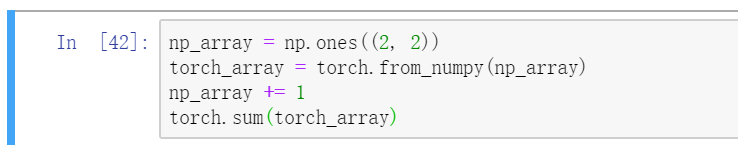 In [42]: np_array = np.ones((2, 2))
torch_array = torch.from_numpy(np_array)
np_array += 1
torch.sum(torch_array)